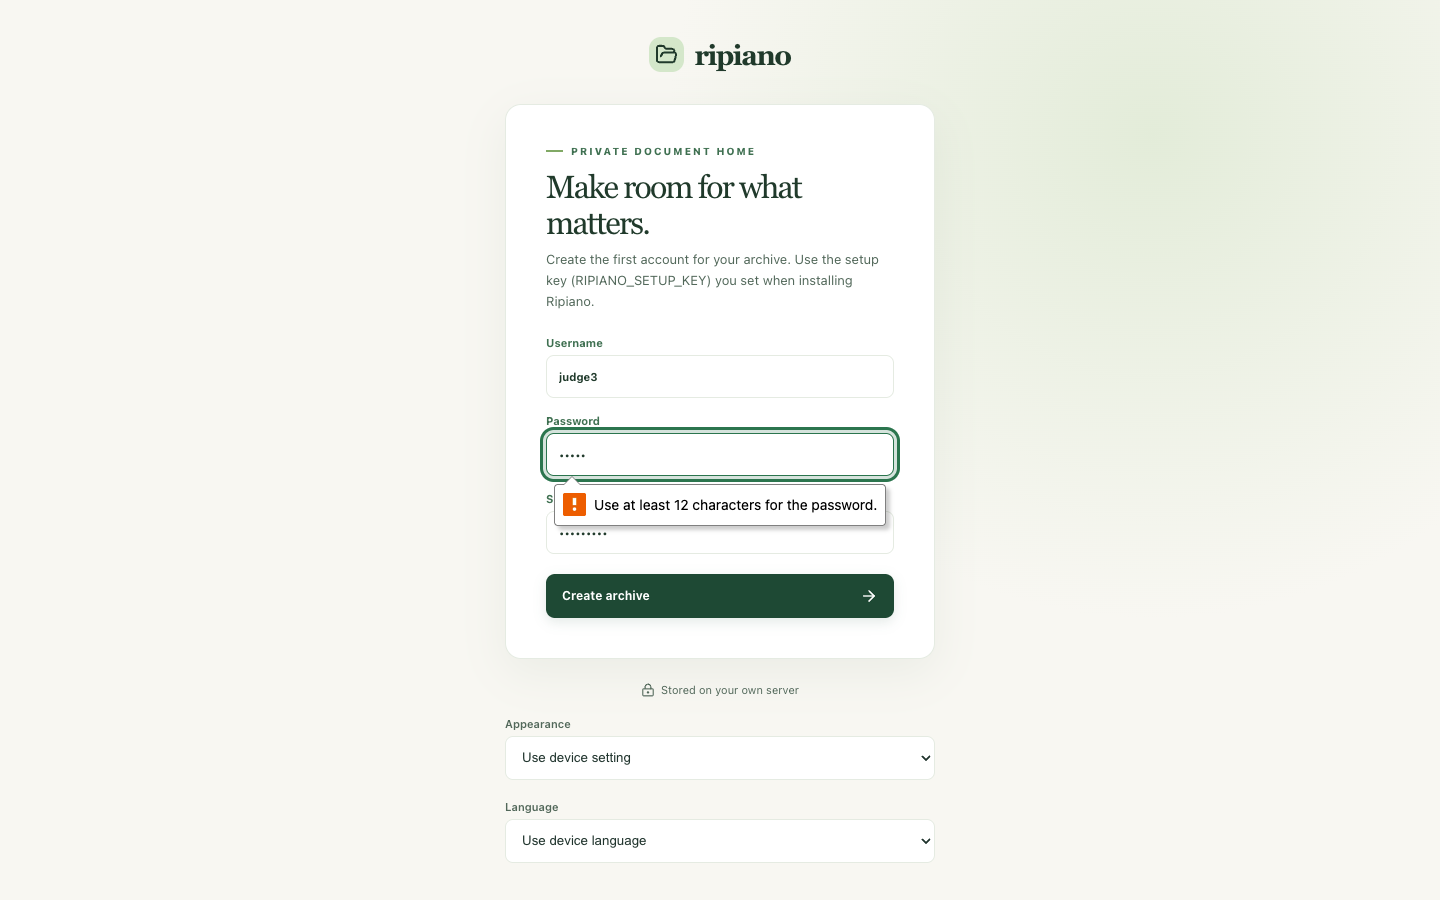 ripiano
PRIVATE DOCUMENT HOME
Make room for what
matters.
Create the first account for your archive. Use the setup
key (RIPIANO_SETUP_KEY) you set when installing
Ripiano.
Username
judge3
Password
•••••
S
Use at least 12 characters for the password.
•••••••••
Create archive
Stored on your own server
Appearance
Use device setting
Language
Use device language